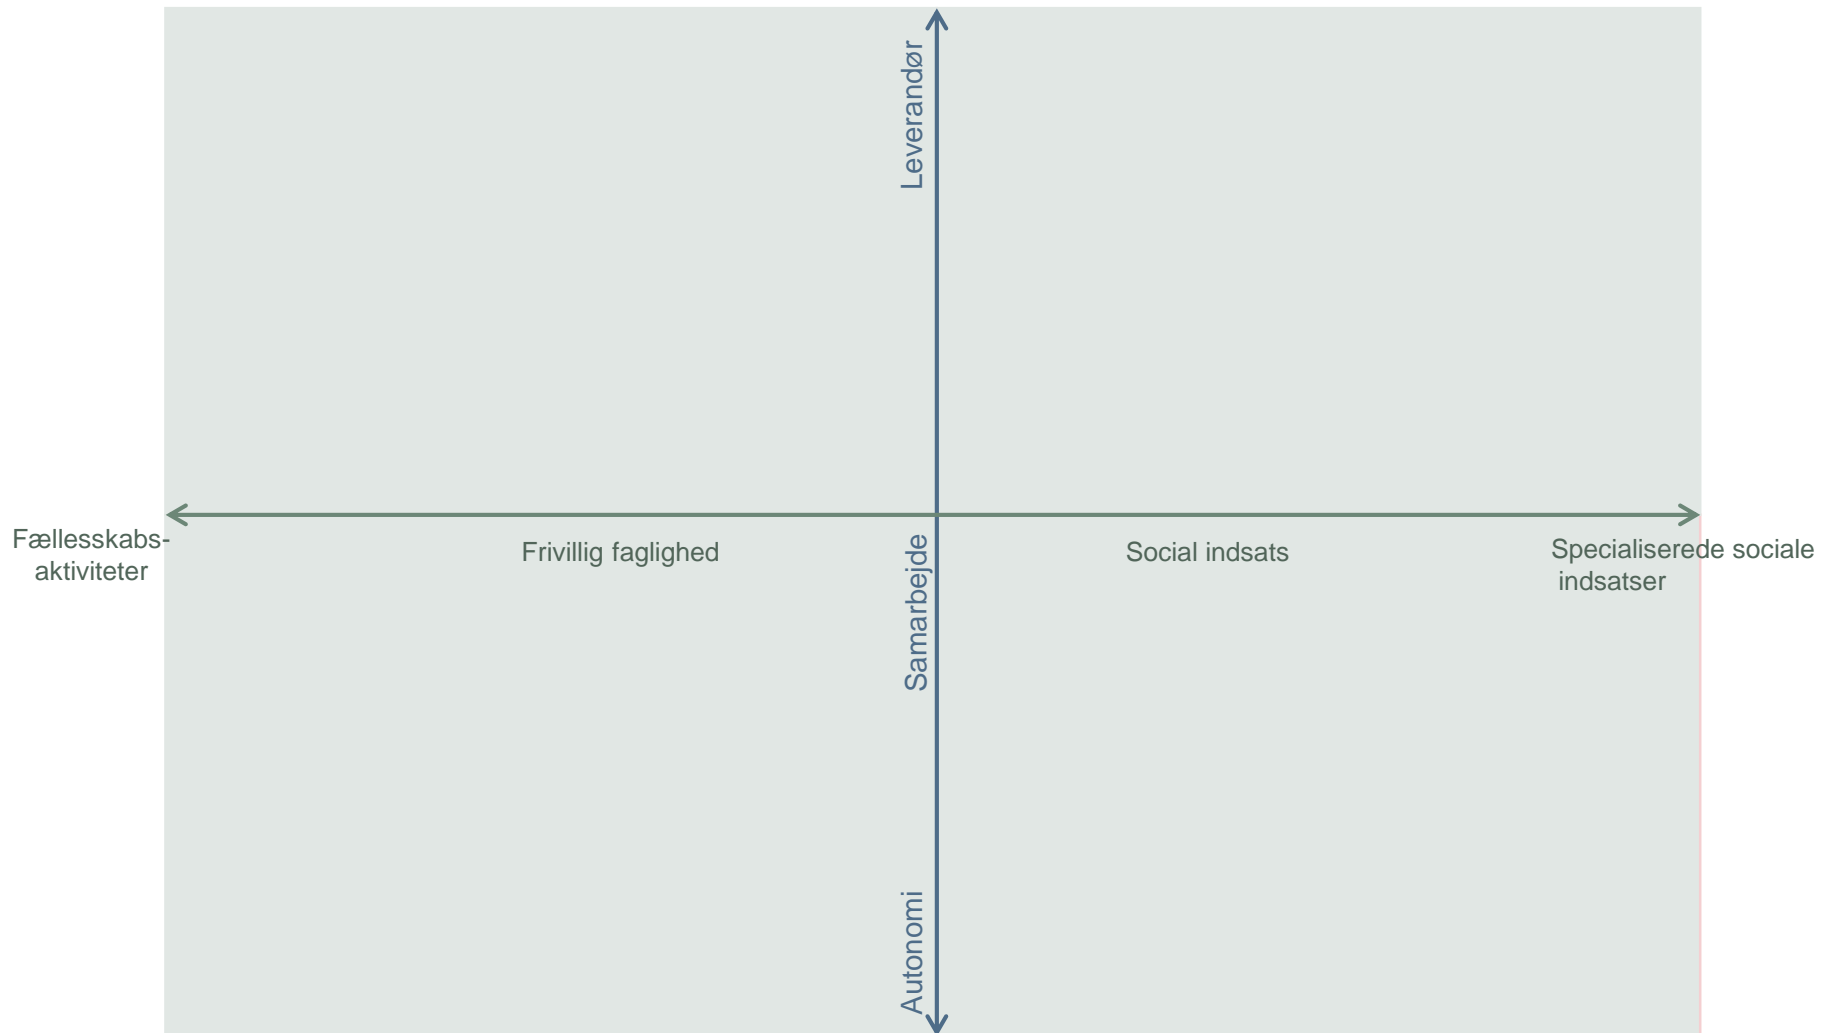 Leverandør
Fællesskabs-
aktiviteter
Frivillig faglighed
Samarbejde
Social indsats
Specialiserede sociale
indsatser
Autonomi